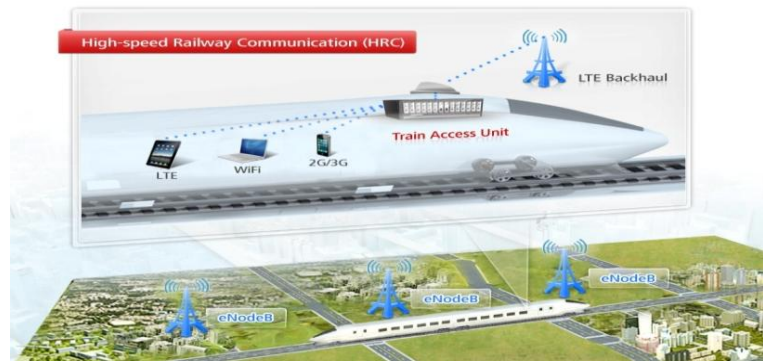 High-speed Railway Communication (HRC)
LTE Backhaul
Train Access Unit
LTE
WiFi
2G/3G
eNodeB
eNodeB
eNodeB